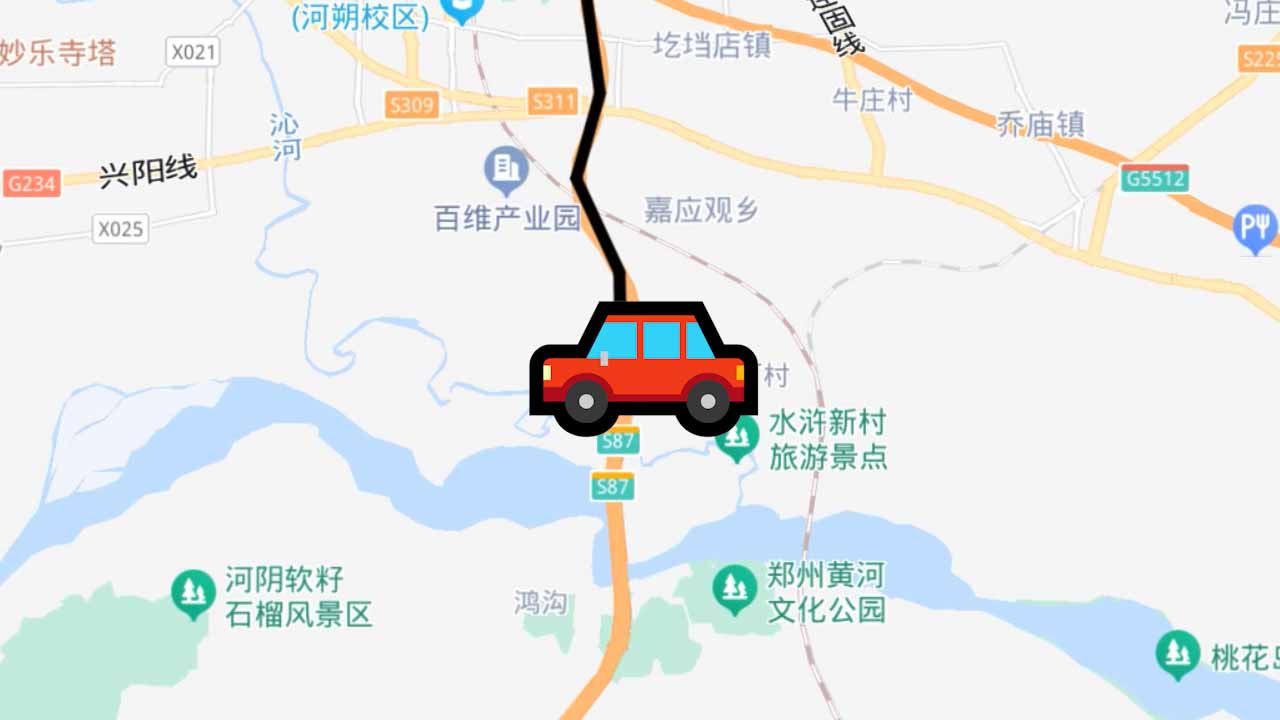 (河朔校区)
圪垱店镇
冯庄
妙乐寺塔
X021
S225
S309
S311
牛庄村
沁河
乔庙镇
兴阳线
G234
G5512
百维产业园
嘉应观乡
X025
村
水浒新村
旅游景点
S87
S87
河阴软籽
石榴风景区
鸿沟
郑州黄河
文化公园
桃花